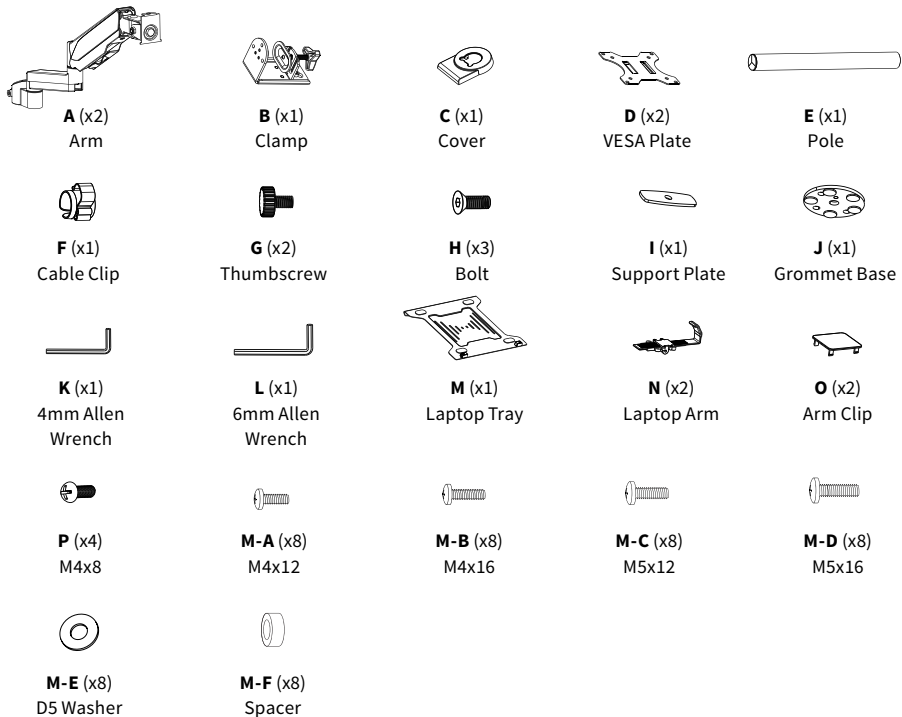 A (x2)
Arm
B (x1)
Clamp
C (x1)
Cover
D (x2)
VESA Plate
E (x1)
Pole
F (x1)
Cable Clip
G (x2)
Thumbscrew
H (x3)
Bolt
I (x1)
Support Plate
J (x1)
Grommet Base
K (x1)
4mm Allen
Wrench
L (x1)
6mm Allen
Wrench
M (x1)
Laptop Tray
N (x2)
Laptop Arm
O (x2)
Arm Clip
P (x4)
M4x8
M-A (x8)
M4x12
M-B (x8)
M4x16
M-C (x8)
M5x12
M-D (x8)
M5x16
M-E (x8)
D5 Washer
M-F (x8)
Spacer